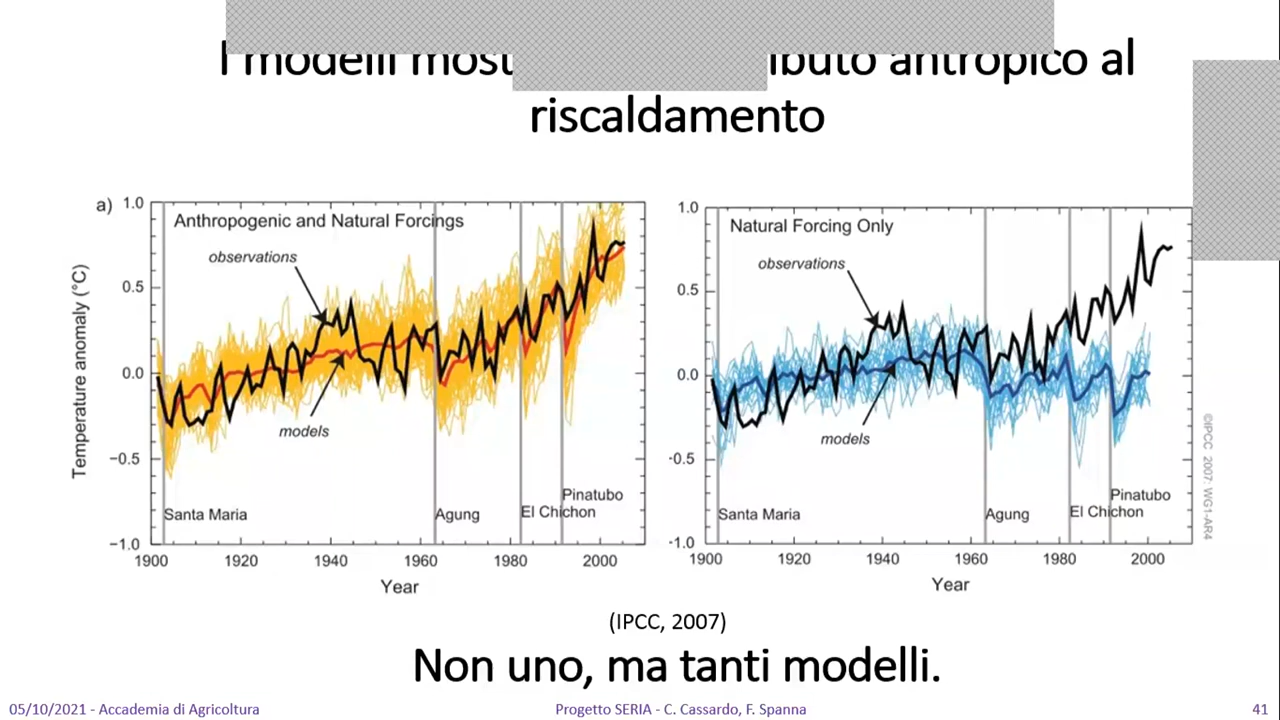 I modelli most ibuto antropico al
riscaldamento
a)
1.0
0.5
0.0
−0.5
−1.0
Temperature anomaly (°C)
Anthropogenic and Natural Forcings
observations
models
Santa Maria
Agung
El Chichon
Pinatubo
1900 1920 1940 1960 1980 2000
Year
1.0
0.5
0.0
-0.5
-1.0
Natural Forcing Only
observations
models
Santa Maria
Agung
El Chichon
Pinatubo
1900 1920 1940 1960 1980 2000
Year
©IPCC 2007: WG1-AR4
(IPCC, 2007)
Non uno, ma tanti modelli.
05/10/2021 - Accademia di Agricoltura
Progetto SERIA - C. Cassardo, F. Spanna
41